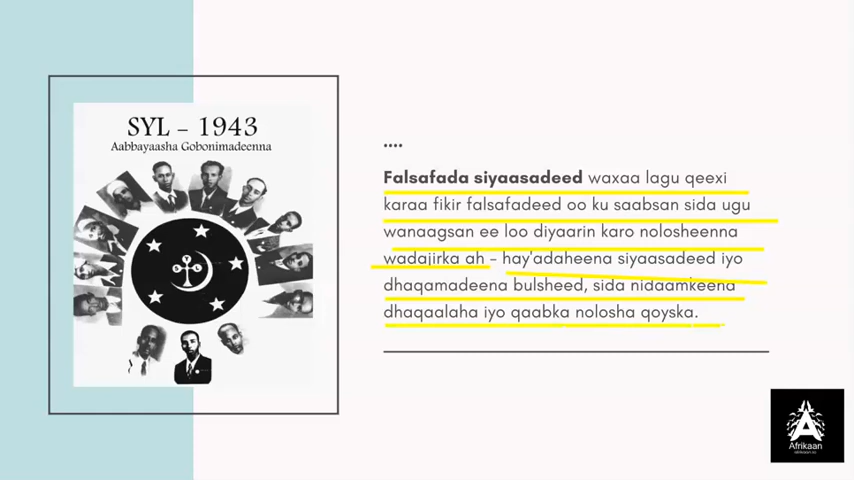 SYL – 1943
Aabbayaasha Gobonimadeenna
....
Falsafada siyaasadeed waxaa lagu qeexi
karaa fikir falsafadeed oo ku saabsan sida ugu
wanaagsan ee loo diyaarin karo nolosheenna
wadajirka ah - hay'adaheena siyaasadeed iyo
dhaqamadeena bulsheed, sida nidaamkeena
dhaqaalaha iyo qaabka nolosha qoyska.
Afrikaan